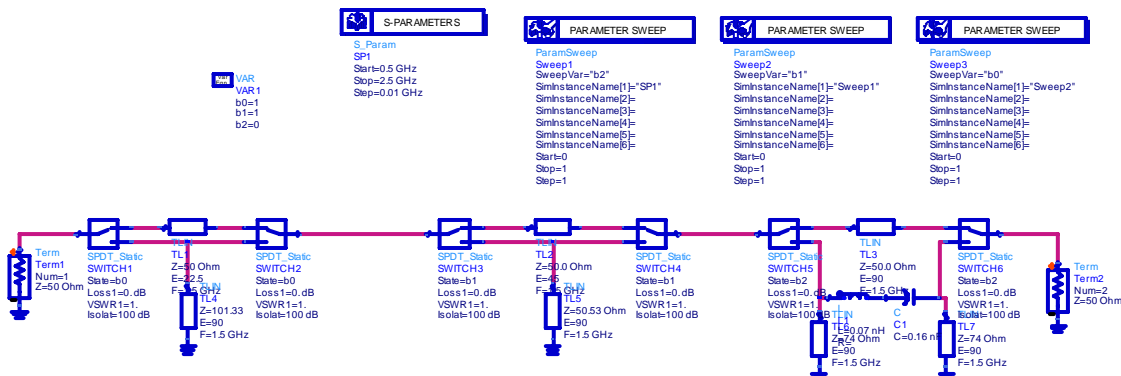 S-PARAMETERS
S_Param
SP1
Start=0.5 GHz
Stop=2.5 GHz
Step=0.01 GHz
PARAMETER SWEEP
ParamSweep
Sweep1
SweepVar="b2"
SimInstanceName[1]="SP1"
SimInstanceName[2]=
SimInstanceName[3]=
SimInstanceName[4]=
SimInstanceName[5]=
SimInstanceName[6]=
Start=0
Stop=1
Step=1
PARAMETER SWEEP
ParamSweep
Sweep2
SweepVar="b1"
SimInstanceName[1]="Sweep1"
SimInstanceName[2]=
SimInstanceName[3]=
SimInstanceName[4]=
SimInstanceName[5]=
SimInstanceName[6]=
Start=0
Stop=1
Step=1
PARAMETER SWEEP
ParamSweep
Sweep3
SweepVar="b0"
SimInstanceName[1]="Sweep2"
SimInstanceName[2]=
SimInstanceName[3]=
SimInstanceName[4]=
SimInstanceName[5]=
SimInstanceName[6]=
Start=0
Stop=1
Step=1
VAR
VAR1
b0=1
b1=1
b2=0
Term
Term1
Num=1
Z=50 Ohm
SPDT_Static
SWITCH1
State=b0
Loss1=0. dB
VSWR1=1.
Isolat=100 dB
Z=50 Ohm
E=22.5
TL4
Z=101.33
E=90
F=1.5 GHz
SPDT_Static
SWITCH2
State=b0
Loss1=0. dB
VSWR1=1.
Isolat=100 dB
SPDT_Static
SWITCH3
State=b1
Loss1=0. dB
VSWR1=1.
Isolat=100 dB
TL2
Z=50.0 Ohm
E=45
TL5
Z=50.53 Ohm
E=90
F=1.5 GHz
SPDT_Static
SWITCH4
State=b1
Loss1=0. dB
VSWR1=1.
Isolat=100 dB
SPDT_Static
SWITCH5
State=b2
Loss1=0. dB
VSWR1=1.
Isolat=100 dB
TLIN
TL3
Z=50.0 Ohm
E=90
F=1.5 GHz
SPDT_Static
SWITCH6
State=b2
Loss1=0. dB
VSWR1=1.
Isolat=100 dB
Z=74 Ohm
E=90
F=1.5 GHz
C
C1
TL7
Z=74 Ohm
E=90
F=1.5 GHz
Term
Term2
Num=2
Z=50 Ohm